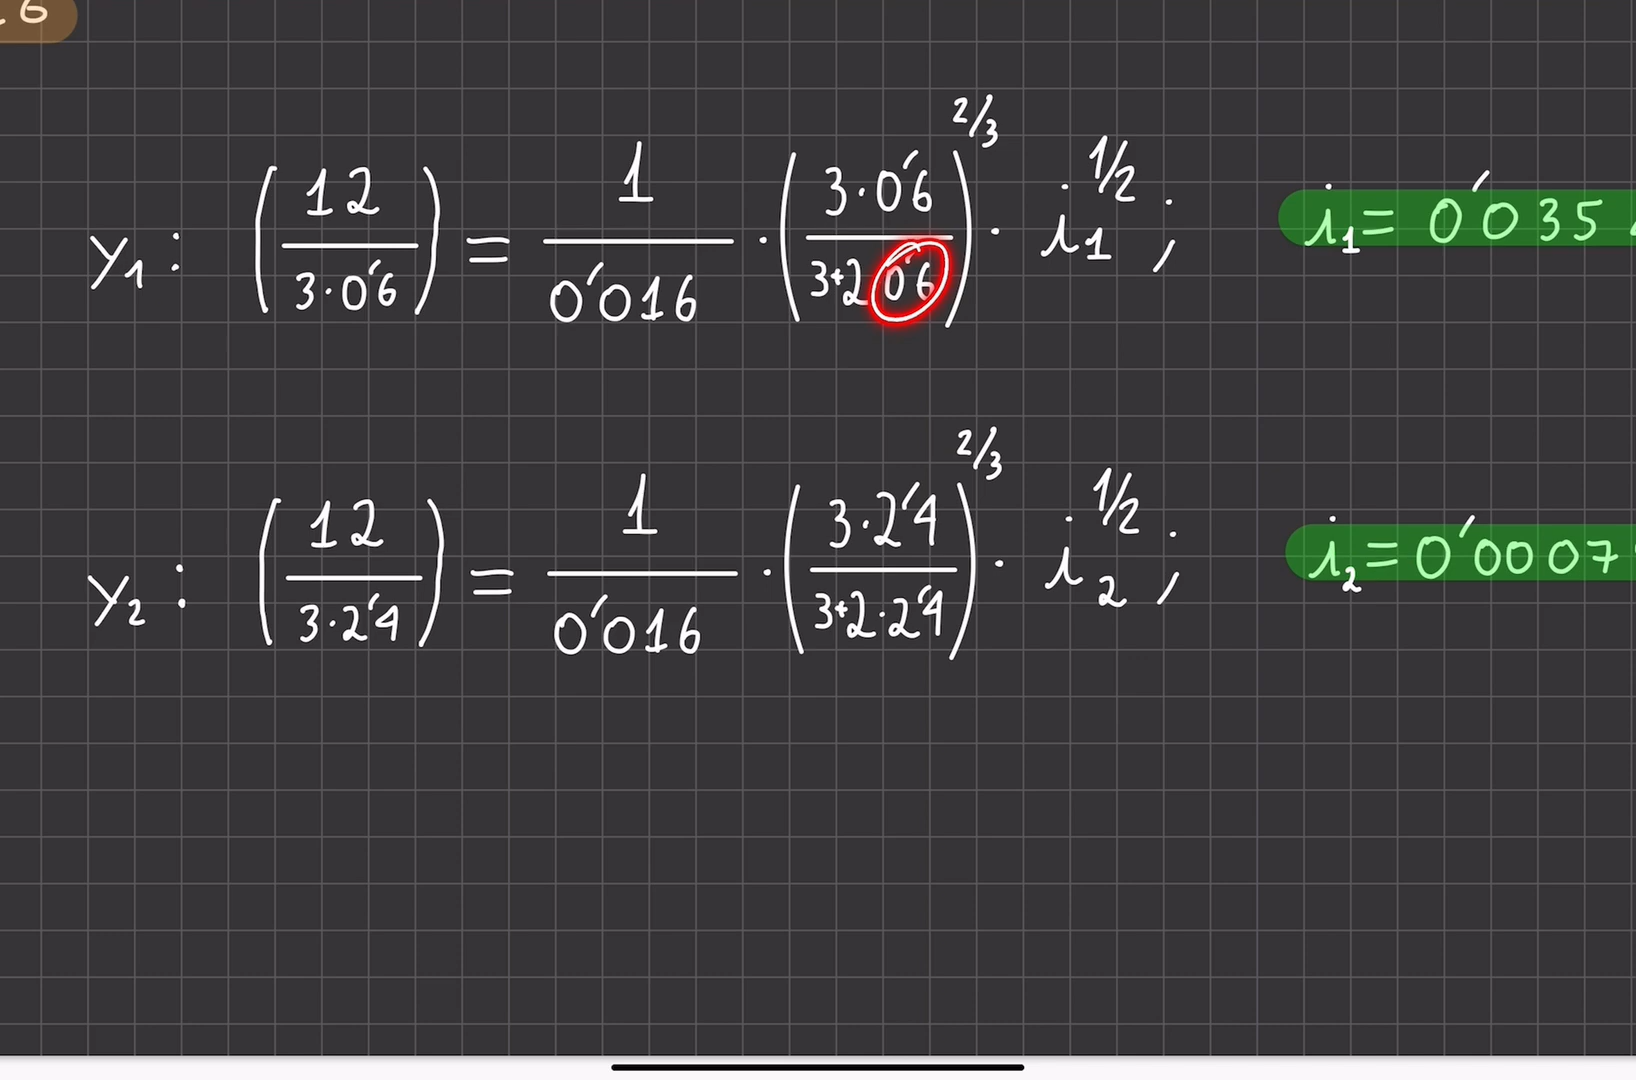 6
y₁: (12 / 3·0'6) = 1 / 0'016 · (3·0'6 / 3+2 0'6)^2/3 · i₁^1/2 ; i₁= 0'035
y₂: (12 / 3·2'4) = 1 / 0'016 · (3·2'4 / 3+2·2'4)^2/3 · i₂^1/2 ; i₂=0'0007